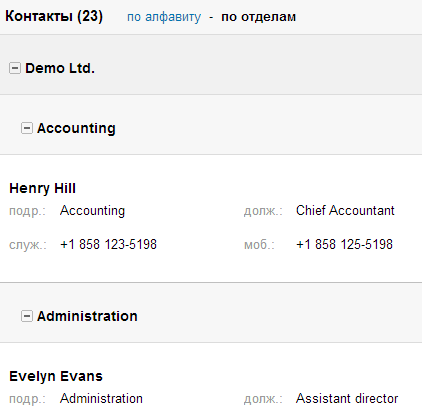 Контакты (23) по алфавиту - по отделам
Demo Ltd.
Accounting
Henry Hill
подр.: Accounting долж.: Chief Accountant
служ.: +1 858 123-5198 моб.: +1 858 125-5198
Administration
Evelyn Evans
подр.: Administration долж.: Assistant director